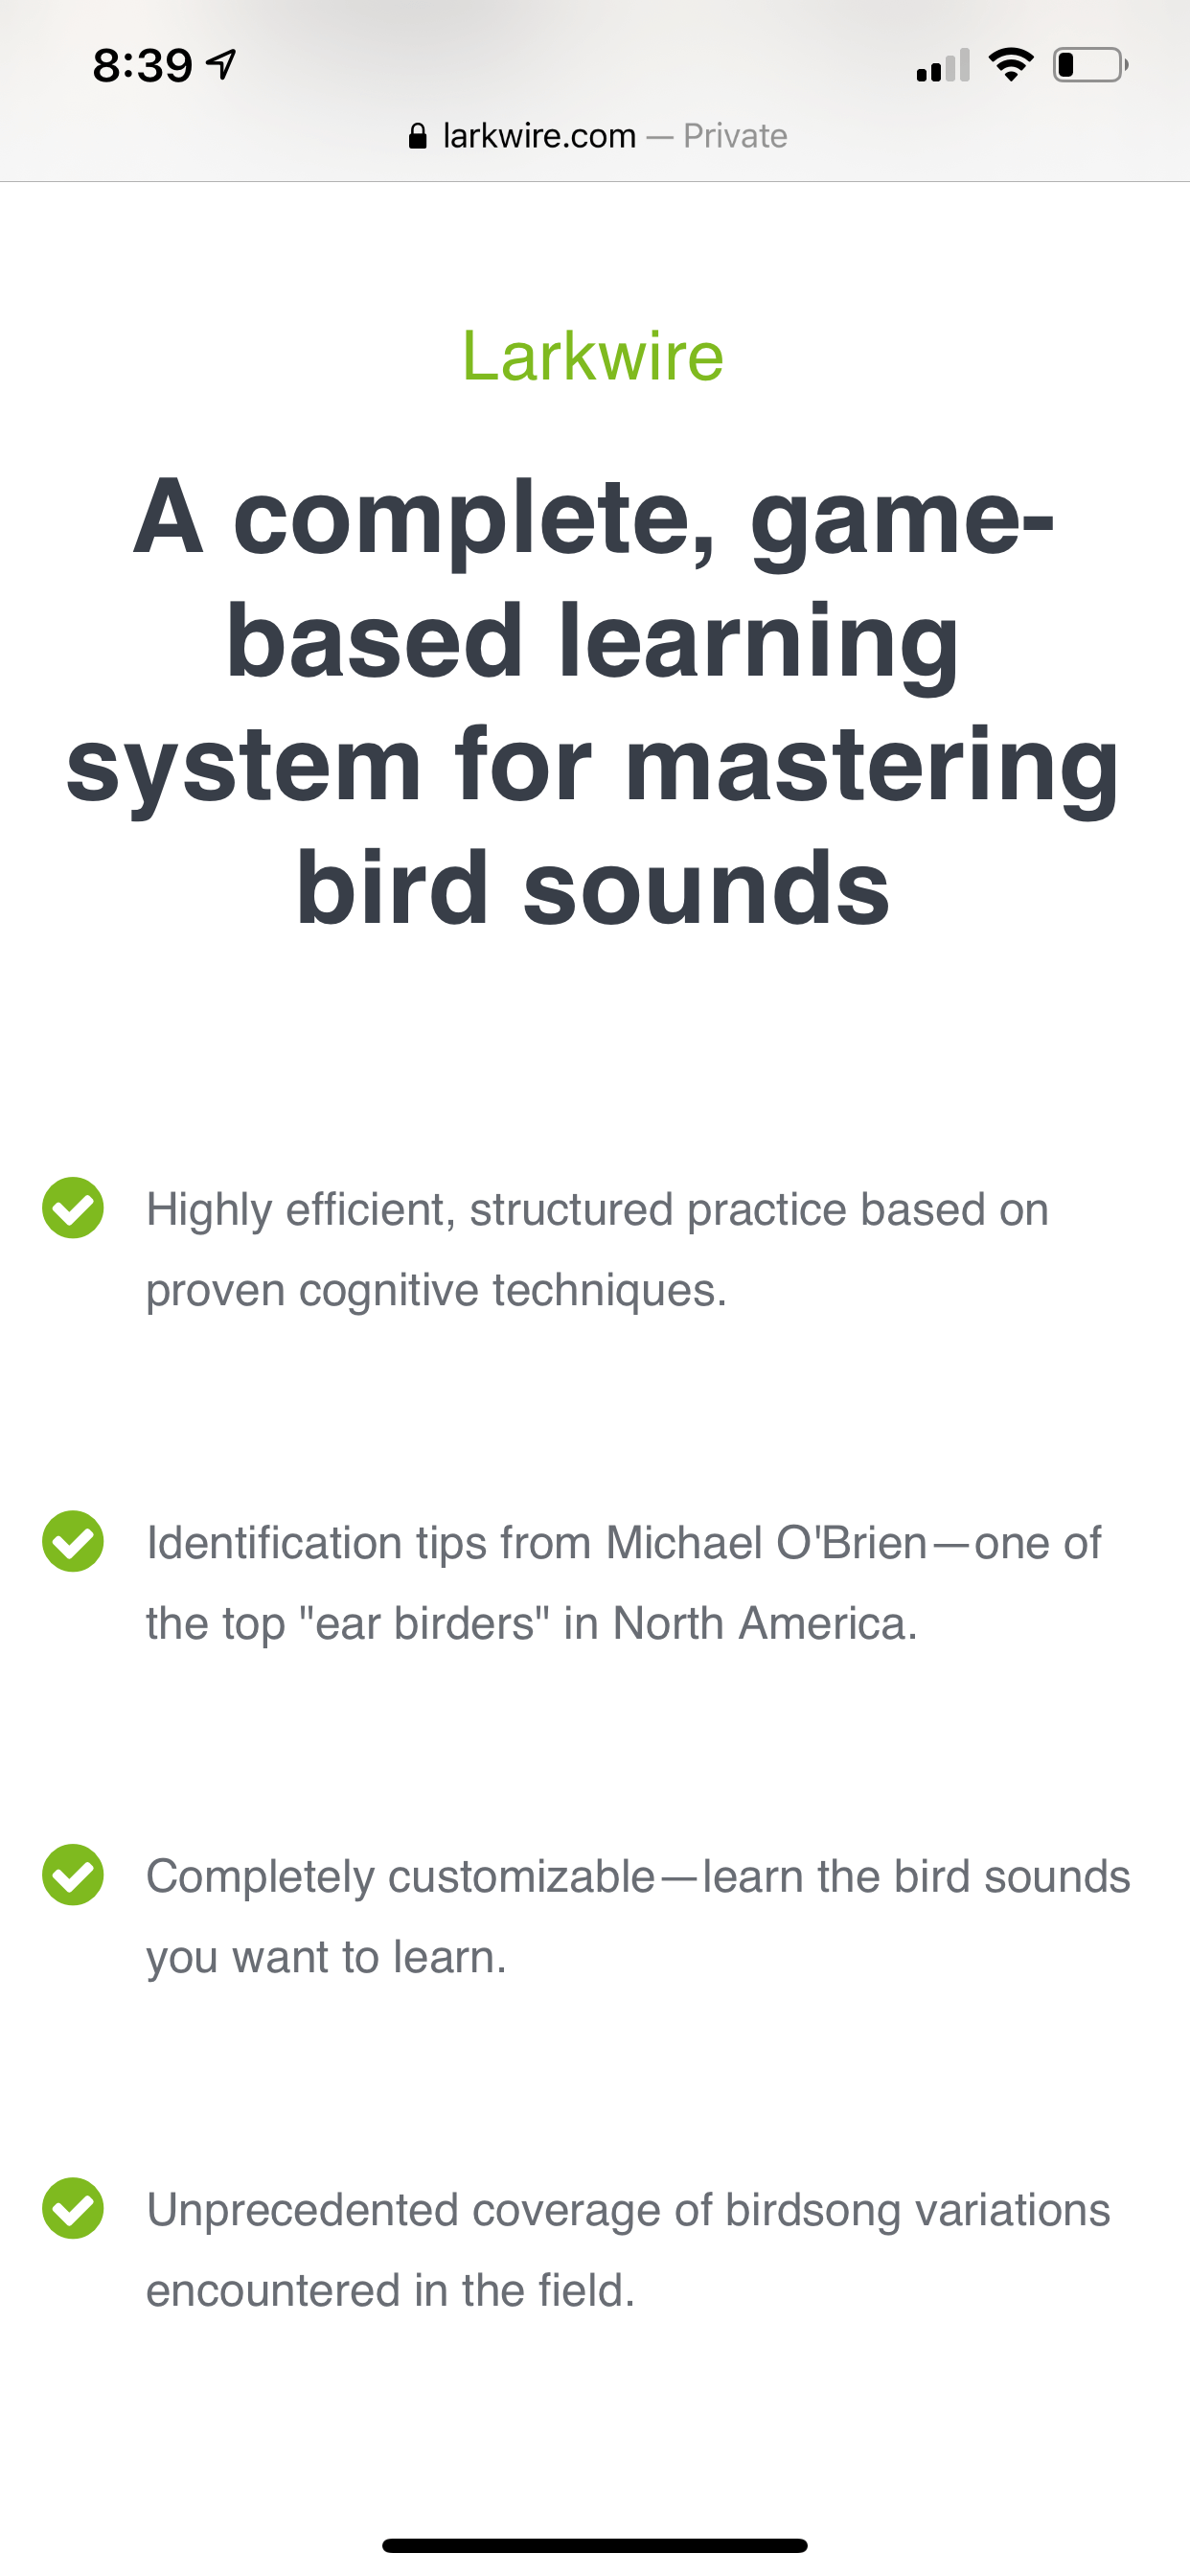 8:39
larkwire.com — Private
Larkwire
A complete, game-
based learning
system for mastering
bird sounds
Highly efficient, structured practice based on
proven cognitive techniques.
Identification tips from Michael O'Brien—one of
the top "ear birders" in North America.
Completely customizable—learn the bird sounds
you want to learn.
Unprecedented coverage of birdsong variations
encountered in the field.